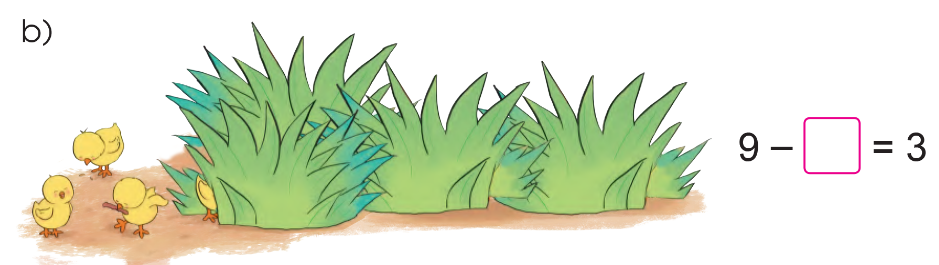 b)
9 – □ = 3